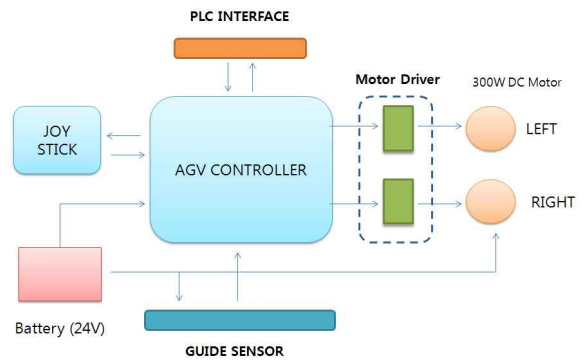 PLC INTERFACE
Motor Driver
300W DC Motor
JOY
STICK
AGV CONTROLLER
LEFT
RIGHT
Battery (24V)
GUIDE SENSOR